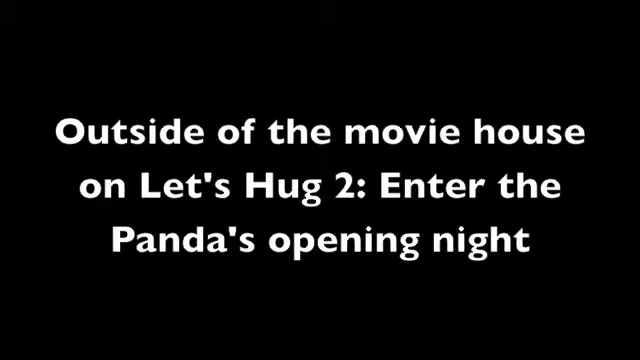 Outside of the movie house
on Let's Hug 2: Enter the
Panda's opening night